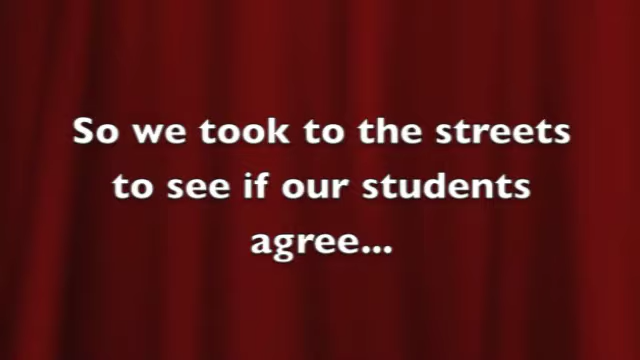 So we took to the streets
to see if our students
agree...